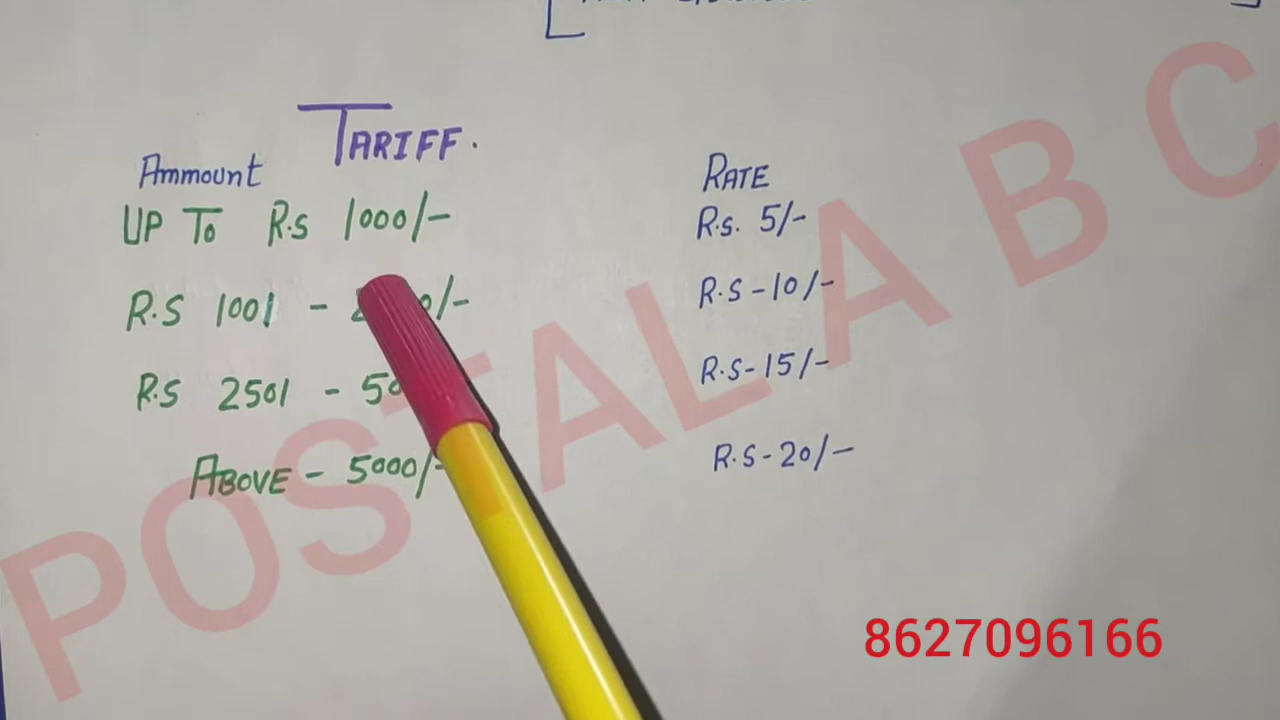 TARIFF.
Ammount RATE
UP TO R.s 1000/- R.s. 5/-
R.S 1001 - R.S-10/-
R.S 2501 - R.S-15/-
ABOVE - 5000/- R.S-20/-
POSTAL A B C
8627096166